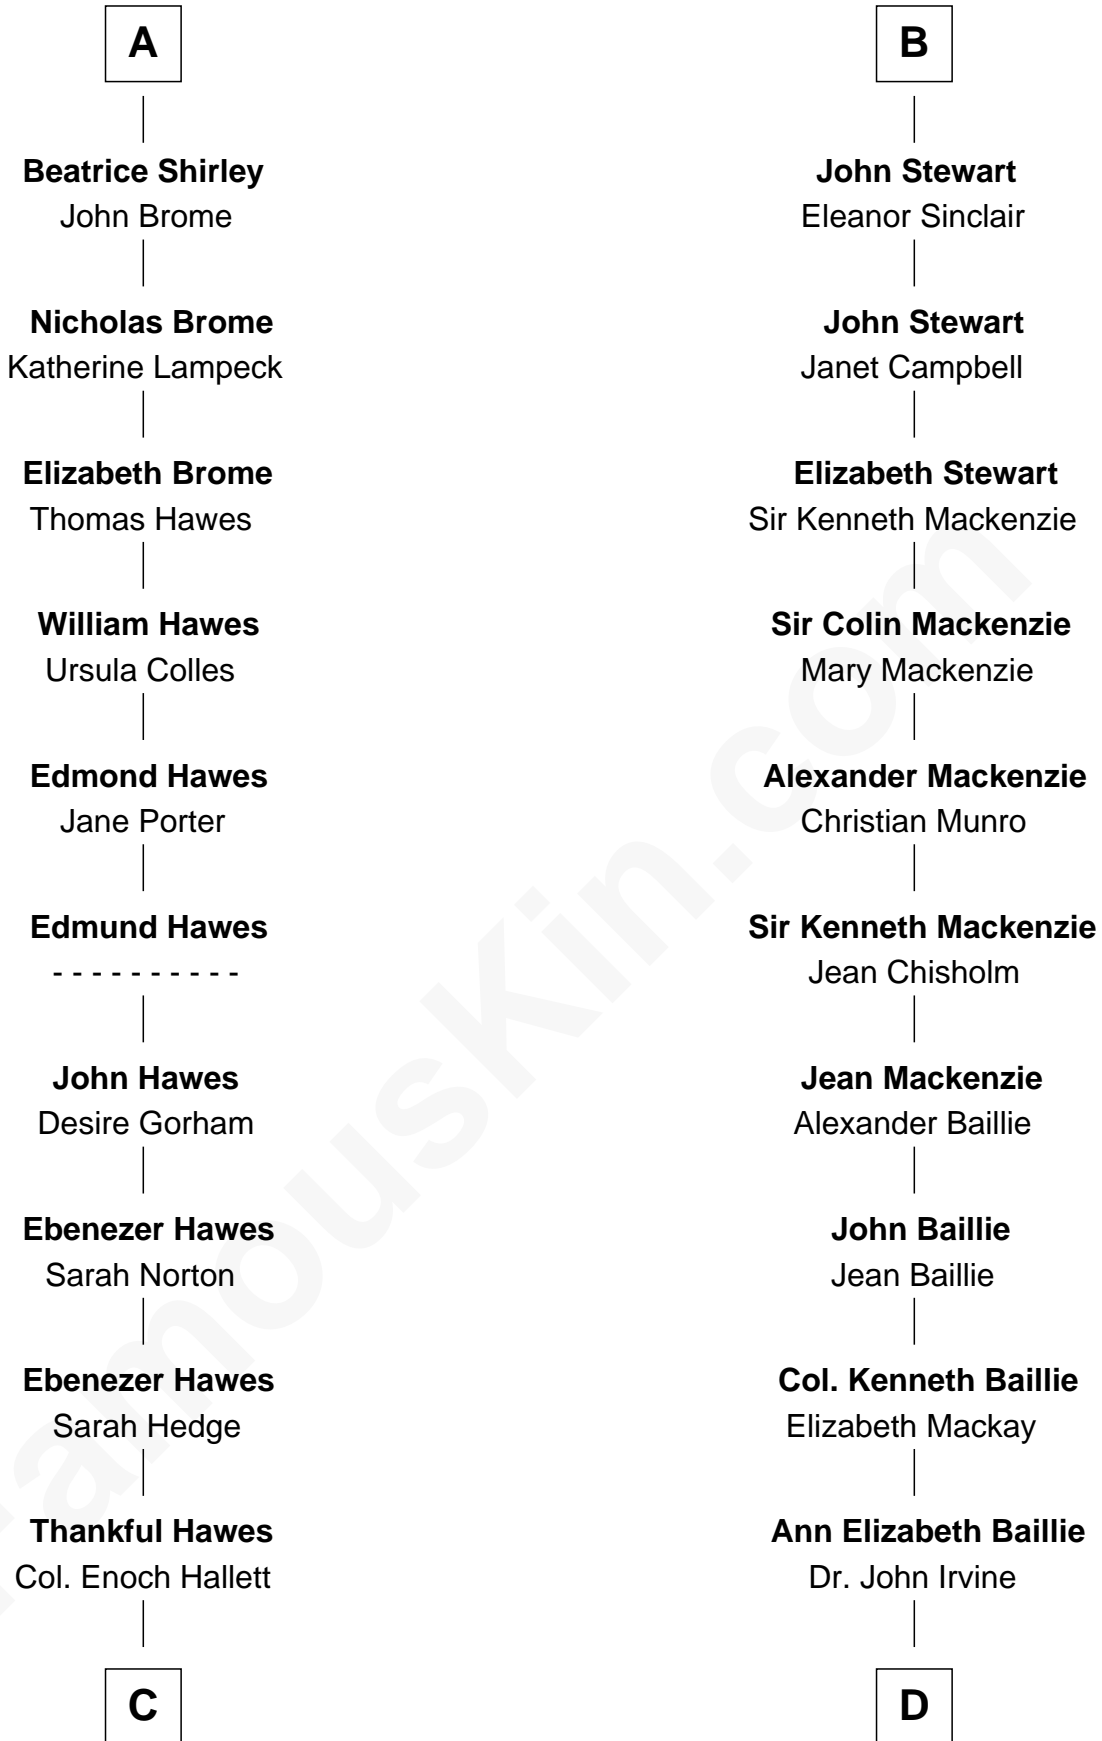 A
Beatrice Shirley
John Brome
Nicholas Brome
Katherine Lampeck
Elizabeth Brome
Thomas Hawes
William Hawes
Ursula Colles
Edmond Hawes
Jane Porter
Edmund Hawes
- - - - - - - - - -
John Hawes
Desire Gorham
Ebenezer Hawes
Sarah Norton
Ebenezer Hawes
Sarah Hedge
Thankful Hawes
Col. Enoch Hallett
C
B
John Stewart
Eleanor Sinclair
John Stewart
Janet Campbell
Elizabeth Stewart
Sir Kenneth Mackenzie
Sir Colin Mackenzie
Mary Mackenzie
Alexander Mackenzie
Christian Munro
Sir Kenneth Mackenzie
Jean Chisholm
Jean Mackenzie
Alexander Baillie
John Baillie
Jean Baillie
Col. Kenneth Baillie
Elizabeth Mackay
Ann Elizabeth Baillie
Dr. John Irvine
D
FamousKin.com